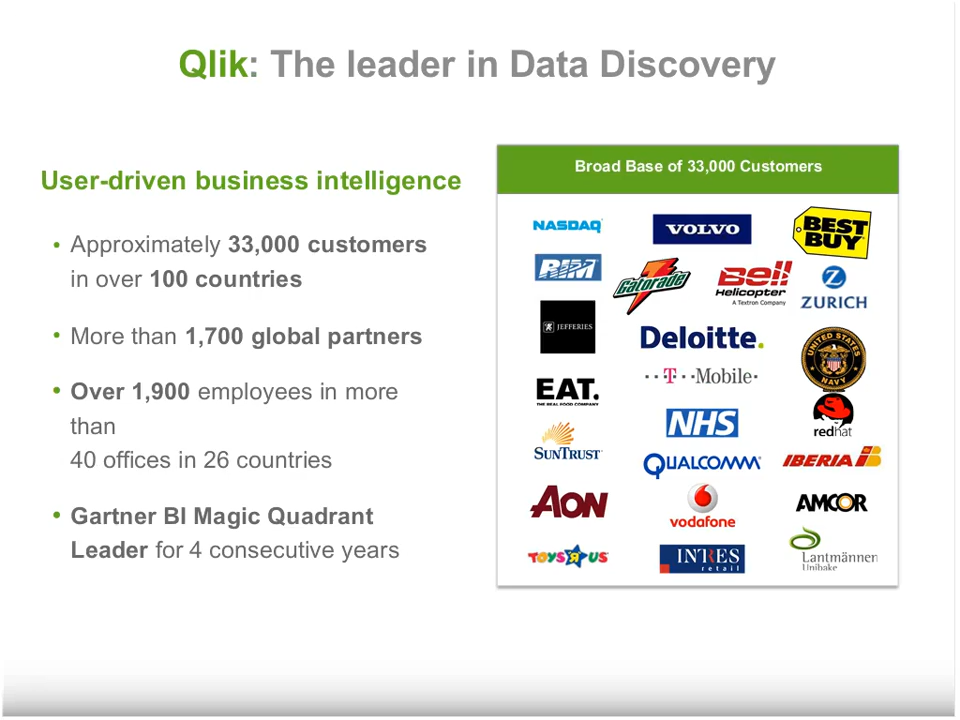 Qlik: The leader in Data Discovery
User-driven business intelligence
• Approximately 33,000 customers
in over 100 countries
• More than 1,700 global partners
• Over 1,900 employees in more
than
40 offices in 26 countries
• Gartner BI Magic Quadrant
Leader for 4 consecutive years
Broad Base of 33,000 Customers
NASDAQ
VOLVO
BEST
BUY
RIM
Gatorade
Bell
Helicopter
A Textron Company
ZURICH
JEFFERIES
Deloitte.
UNITED STATES
NAVY
T··Mobile·
EAT.
THE REAL FOOD COMPANY
NHS
redhat
SUNTRUST
QUALCOMM
IBERIA
AON
vodafone
AMCOR
TOYS R US
INTRES
retail
Lantmännen
Unibake